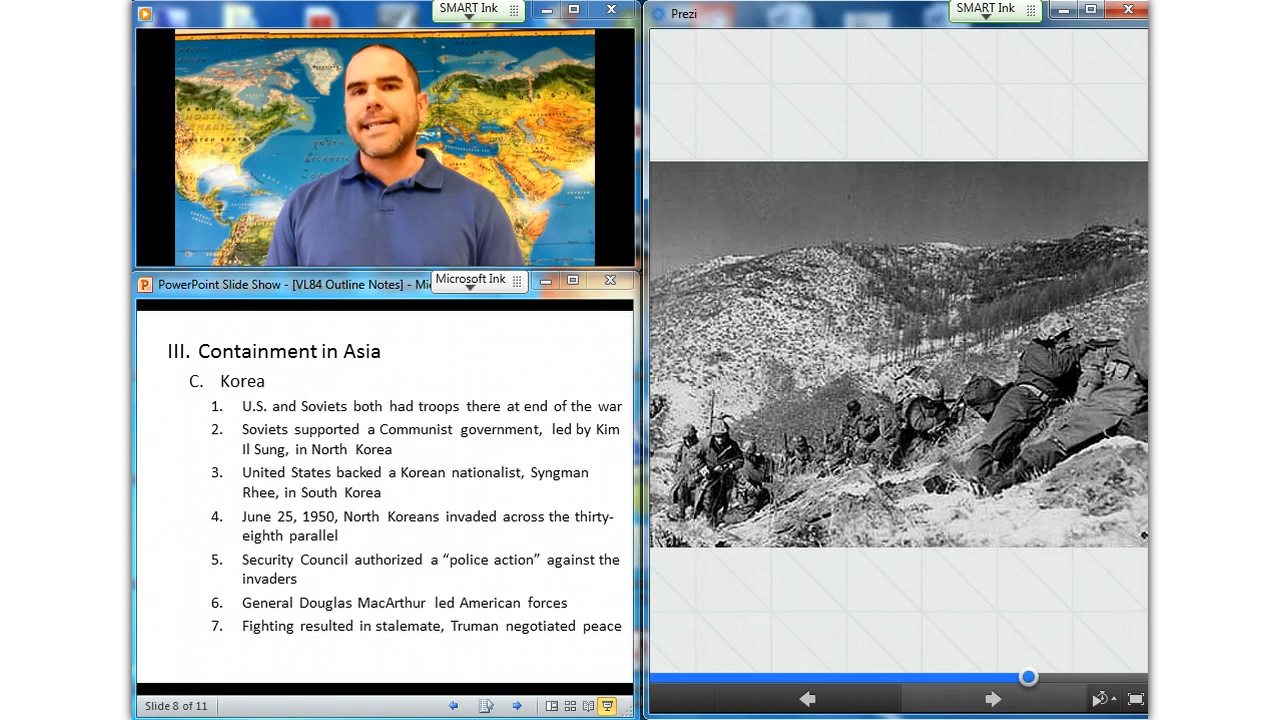 SMART Ink
SMART Ink
Prezi
PowerPoint Slide Show - [VL84 Outline Notes] - Mi
Microsoft Ink
III. Containment in Asia
C. Korea
1. U.S. and Soviets both had troops there at end of the war
2. Soviets supported a Communist government, led by Kim
Il Sung, in North Korea
3. United States backed a Korean nationalist, Syngman
Rhee, in South Korea
4. June 25, 1950, North Koreans invaded across the thirty-
eighth parallel
5. Security Council authorized a “police action” against the
invaders
6. General Douglas MacArthur led American forces
7. Fighting resulted in stalemate, Truman negotiated peace
Slide 8 of 11